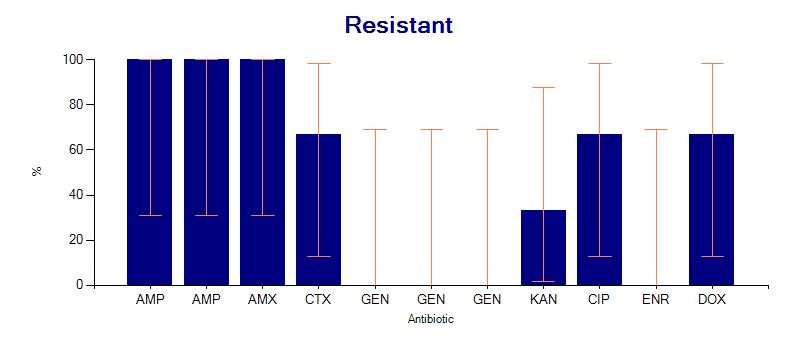 Resistant
100
80
60
40
20
0
%
AMP AMP AMX CTX GEN GEN GEN KAN CIP ENR DOX
Antibiotic